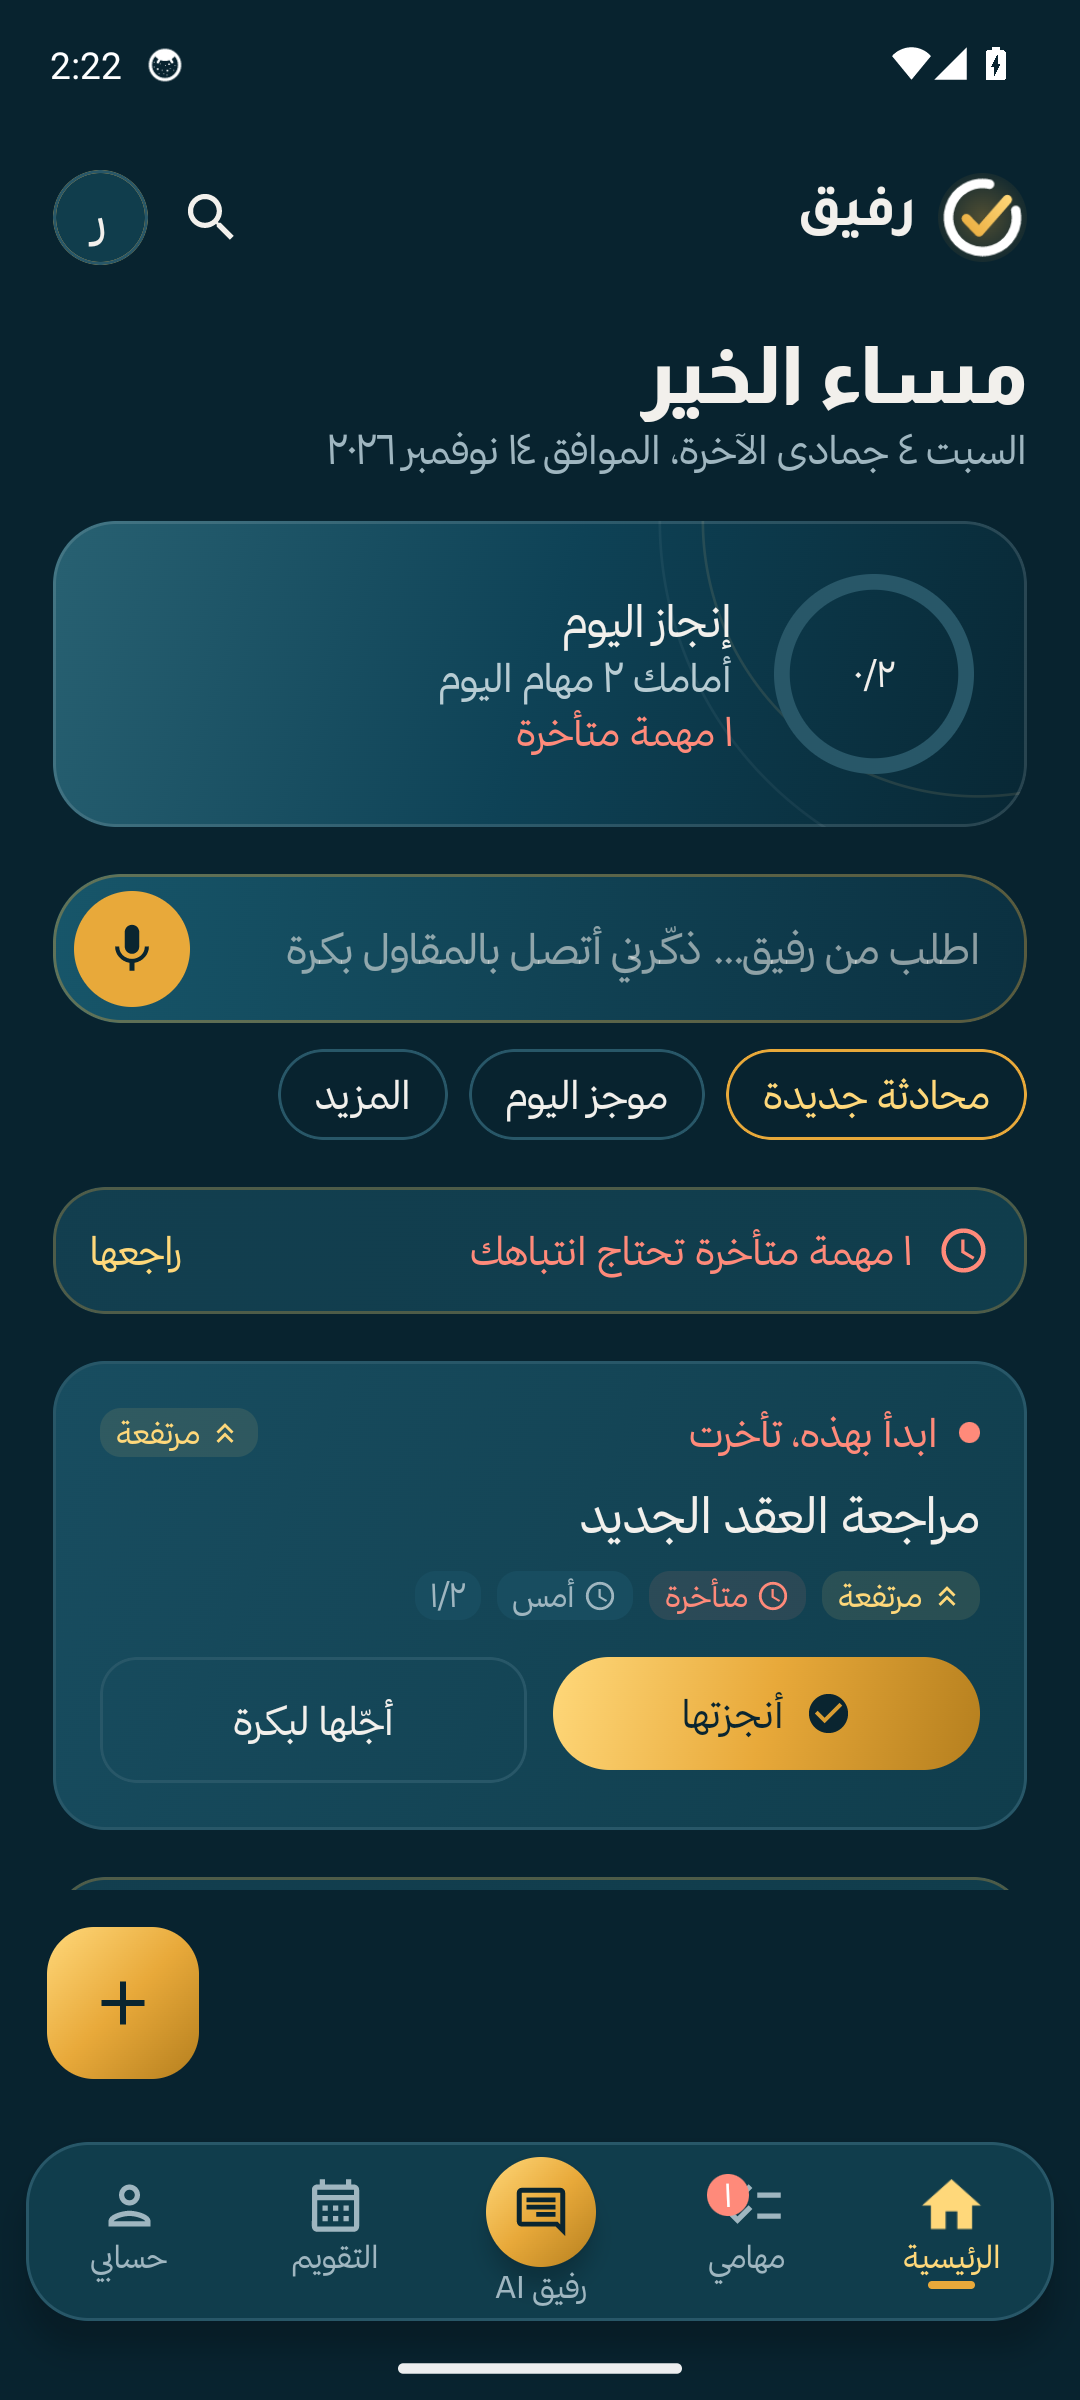 2:22
رفيق
ر
مساء الخير
السبت ٤ جمادى الآخرة، الموافق ١٤ نوفمبر ٢٠٢٦
٠/٢
إنجاز اليوم
أمامك ٢ مهام اليوم
١ مهمة متأخرة
اطلب من رفيق... ذكّرني أتصل بالمقاول بكرة
محادثة جديدة
موجز اليوم
المزيد
١ مهمة متأخرة تحتاج انتباهك
راجعها
ابدأ بهذه، تأخرت
مرتفعة
مراجعة العقد الجديد
مرتفعة
متأخرة
أمس
١/٢
أنجزتها
أجّلها لبكرة
الرئيسية
١
مهامي
رفيق AI
التقويم
حسابي